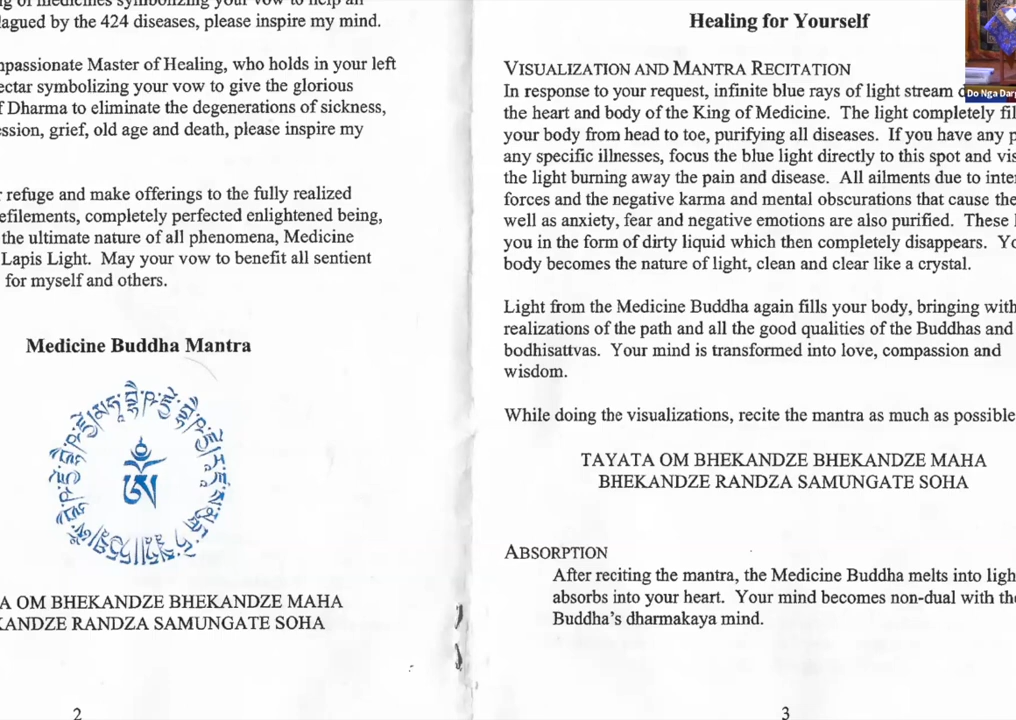 agued by the 424 diseases, please inspire my mind.
passionate Master of Healing, who holds in your left
ectar symbolizing your vow to give the glorious
f Dharma to eliminate the degenerations of sickness,
ession, grief, old age and death, please inspire my
refuge and make offerings to the fully realized
efilements, completely perfected enlightened being,
the ultimate nature of all phenomena, Medicine
Lapis Light. May your vow to benefit all sentient
for myself and others.
Medicine Buddha Mantra
A OM BHEKANDZE BHEKANDZE MAHA
KANDZE RANDZA SAMUNGATE SOHA
2
Healing for Yourself
VISUALIZATION AND MANTRA RECITATION
In response to your request, infinite blue rays of light stream
the heart and body of the King of Medicine. The light completely fil
your body from head to toe, purifying all diseases. If you have any p
any specific illnesses, focus the blue light directly to this spot and vis
the light burning away the pain and disease. All ailments due to inte
forces and the negative karma and mental obscurations that cause the
well as anxiety, fear and negative emotions are also purified. These l
you in the form of dirty liquid which then completely disappears. Yo
body becomes the nature of light, clean and clear like a crystal.
Light from the Medicine Buddha again fills your body, bringing with
realizations of the path and all the good qualities of the Buddhas and
bodhisattvas. Your mind is transformed into love, compassion and
wisdom.
While doing the visualizations, recite the mantra as much as possible
TAYATA OM BHEKANDZE BHEKANDZE MAHA
BHEKANDZE RANDZA SAMUNGATE SOHA
ABSORPTION
After reciting the mantra, the Medicine Buddha melts into ligh
absorbs into your heart. Your mind becomes non-dual with the
Buddha's dharmakaya mind.
3
Do Nga Dar